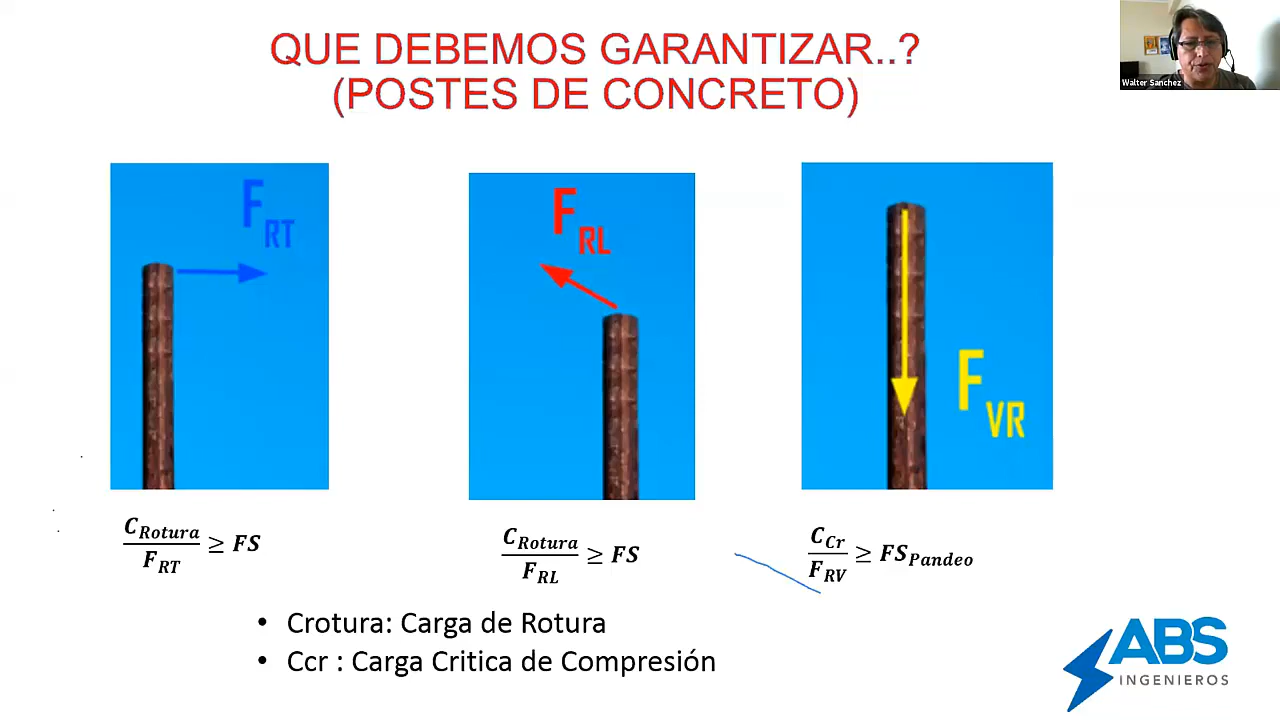 QUE DEBEMOS GARANTIZAR..?
(POSTES DE CONCRETO)
Walter Sanchez
F_RT
F_RL
F_VR
C_Rotura / F_RT ≥ FS
C_Rotura / F_RL ≥ FS
C_Cr / F_RV ≥ FS_Pandeo
• Crotura: Carga de Rotura
• Ccr : Carga Critica de Compresión
ABS
INGENIEROS